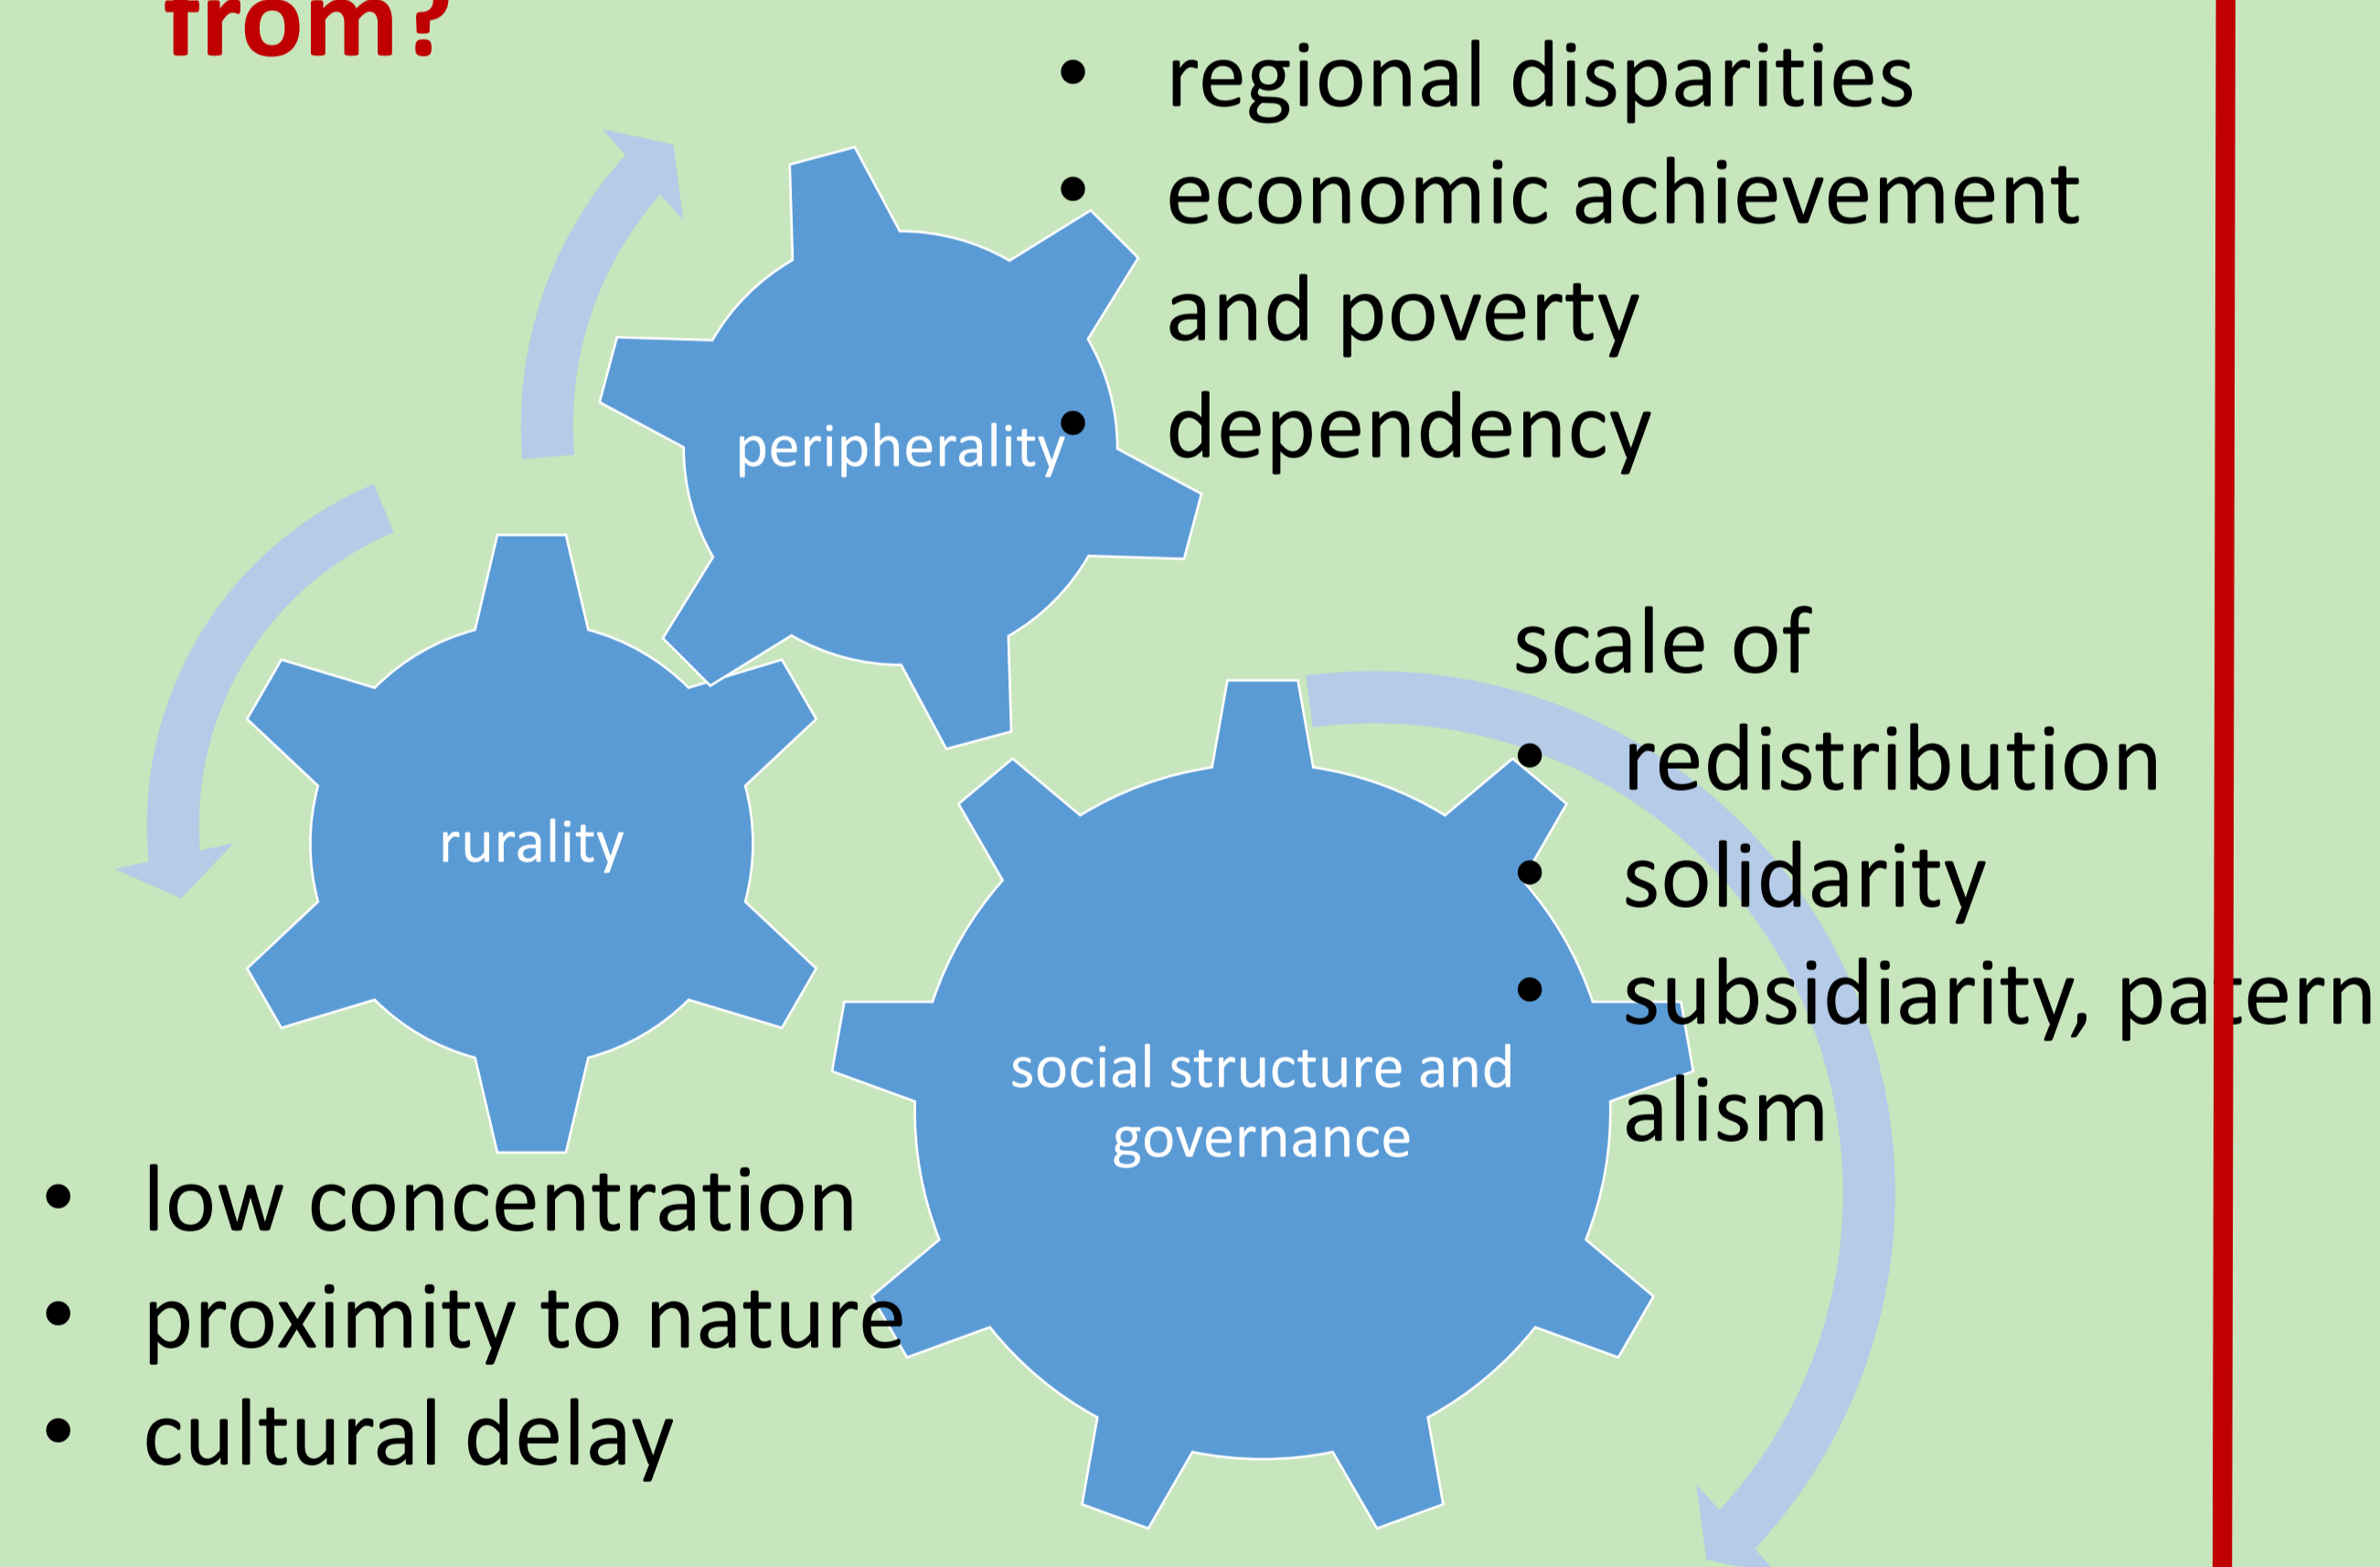 from?
• regional disparities
• economic achievement
and poverty
• dependency
peripherality
scale of
• redistribution
• solidarity
• subsidiarity, patern
alism
rurality
social structure and
governance
• low concentration
• proximity to nature
• cultural delay